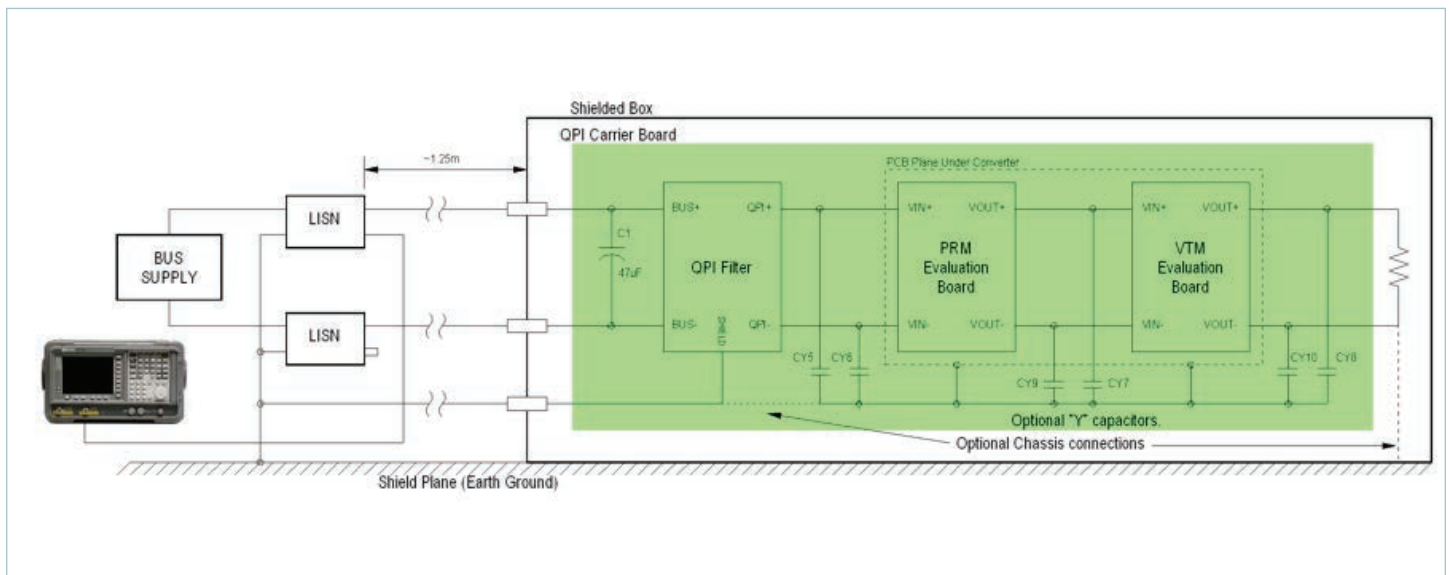 Shielded Box
QPI Carrier Board
~1.25m
PCB Plane Under Converter
LISN
BUS
SUPPLY
LISN
C1
47uF
BUS+
QPI+
QPI Filter
BUS-
SHIELD
QPI-
VIN+
VOUT+
PRM
Evaluation
Board
VIN-
VOUT-
VIN+
VOUT+
VTM
Evaluation
Board
VIN-
VOUT-
CY5
CY6
CY9
CY7
CY10
CY8
Optional "Y" capacitors.
Optional Chassis connections
Shield Plane (Earth Ground)